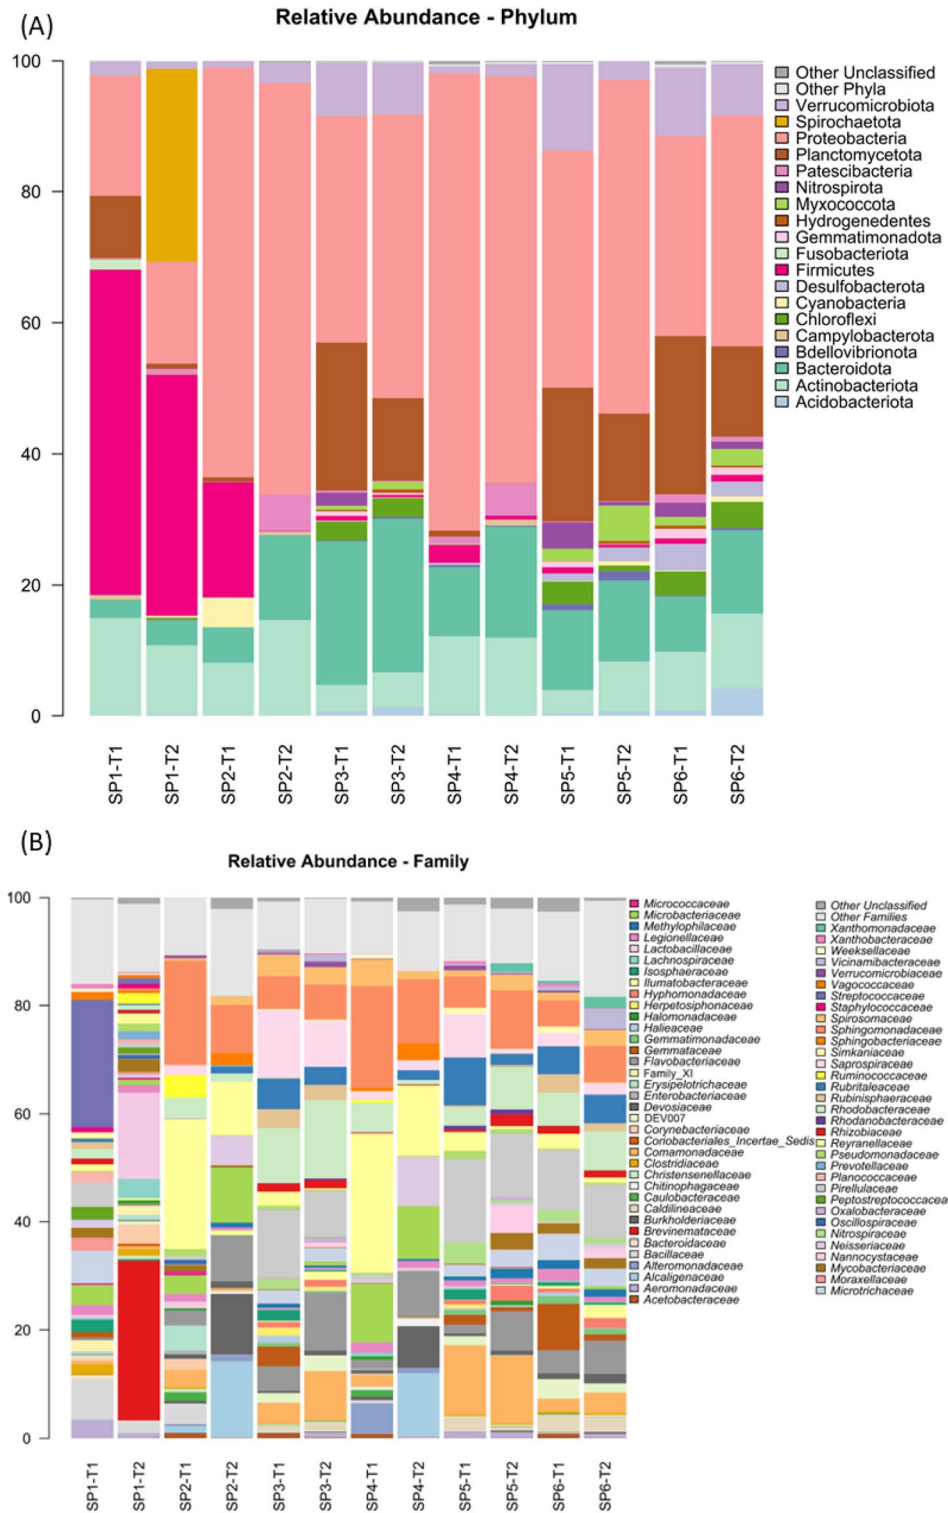 (A)
Relative Abundance - Phylum
100
80
60
40
20
0
SP1-T1
SP1-T2
SP2-T1
SP2-T2
SP3-T1
SP3-T2
SP4-T1
SP4-T2
SP5-T1
SP5-T2
SP6-T1
SP6-T2
Other Unclassified
Other Phyla
Verrucomicrobiota
Spirochaetota
Proteobacteria
Planctomycetota
Patescibacteria
Nitrospirota
Myxococcota
Hydrogenedentes
Gemmatimonadota
Fusobacteriota
Firmicutes
Desulfobacterota
Cyanobacteria
Chloroflexi
Campylobacterota
Bdellovibrionota
Bacteroidota
Actinobacteriota
Acidobacteriota
(B)
Relative Abundance - Family
100
80
60
40
20
0
SP1-T1
SP1-T2
SP2-T1
SP2-T2
SP3-T1
SP3-T2
SP4-T1
SP4-T2
SP5-T1
SP5-T2
SP6-T1
SP6-T2
Micrococcaceae
Microbacteriaceae
Methylophilaceae
Legionellaceae
Lactobacillaceae
Lachnospiraceae
Isosphaeraceae
Ilumatobacteraceae
Hyphomonadaceae
Herpetosiphonaceae
Halomonadaceae
Halieaceae
Gemmatimonadaceae
Gemmataceae
Flavobacteriaceae
Family_XI
Erysipelotrichaceae
Enterobacteriaceae
Devosiaceae
DEV007
Corynebacteriaceae
Coriobacteriales_Incertae_Sedis
Comamonadaceae
Clostridiaceae
Christensenellaceae
Chitinophagaceae
Caulobacteraceae
Caldilineaceae
Burkholderiaceae
Brevinemataceae
Bacteroidaceae
Bacillaceae
Alteromonadaceae
Alcaligenaceae
Aeromonadaceae
Acetobacteraceae
Other Unclassified
Other Families
Xanthomonadaceae
Xanthobacteraceae
Weeksellaceae
Vicinamibacteraceae
Verrucomicrobiaceae
Vagococcaceae
Streptococcaceae
Staphylococcaceae
Spirosomaceae
Sphingomonadaceae
Sphingobacteriaceae
Simkaniaceae
Saprospiraceae
Ruminococcaceae
Rubritaleaceae
Rubinisphaeraceae
Rhodobacteraceae
Rhodanobacteraceae
Rhizobiaceae
Reyranellaceae
Pseudomonadaceae
Prevotellaceae
Planococcaceae
Pirellulaceae
Peptostreptococcacea
Oxalobacteraceae
Oscillospiraceae
Nitrospiraceae
Neisseriaceae
Nannocystaceae
Mycobacteriaceae
Moraxellaceae
Microtrichaceae